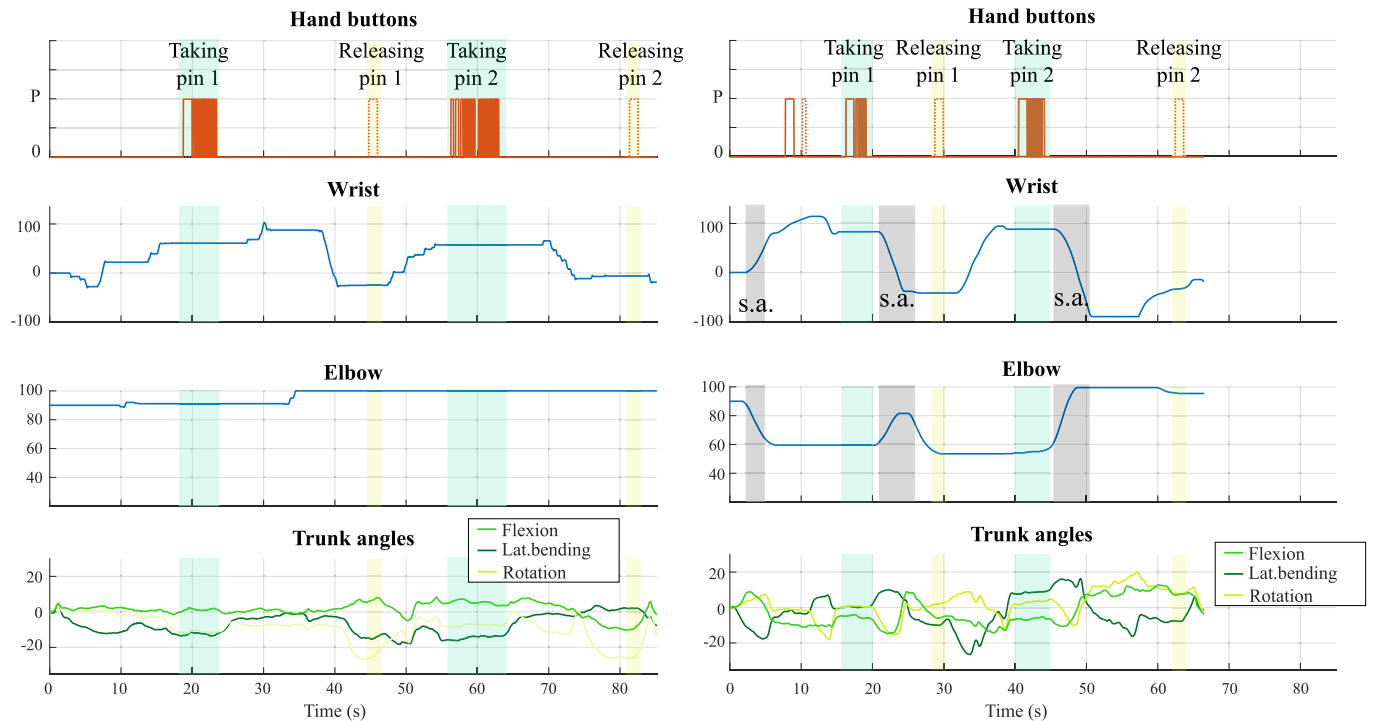 Hand buttons
Taking
pin 1
Releasing
pin 1
Taking
pin 2
Releasing
pin 2
P
0
Wrist
100
0
-100
Elbow
100
80
60
40
Trunk angles
Flexion
Lat.bending
Rotation
20
0
-20
0 10 20 30 40 50 60 70 80
Time (s)
Hand buttons
Taking
pin 1
Releasing
pin 1
Taking
pin 2
Releasing
pin 2
P
0
Wrist
100
0
-100
s.a. s.a. s.a.
Elbow
100
80
60
40
Trunk angles
Flexion
Lat.bending
Rotation
20
0
-20
0 10 20 30 40 50 60 70 80
Time (s)